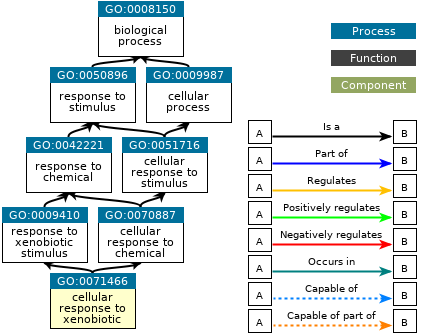 GO:0008150
biological
process
Process
Function
Component
GO:0050896
response to
stimulus
GO:0009987
cellular
process
GO:0042221
response to
chemical
GO:0051716
cellular
response to
stimulus
GO:0009410
response to
xenobiotic
stimulus
GO:0070887
cellular
response to
chemical
GO:0071466
cellular
response to
xenobiotic
A Is a B
A Part of B
A Regulates B
A Positively regulates B
A Negatively regulates B
A Occurs in B
A Capable of B
A Capable of part of B